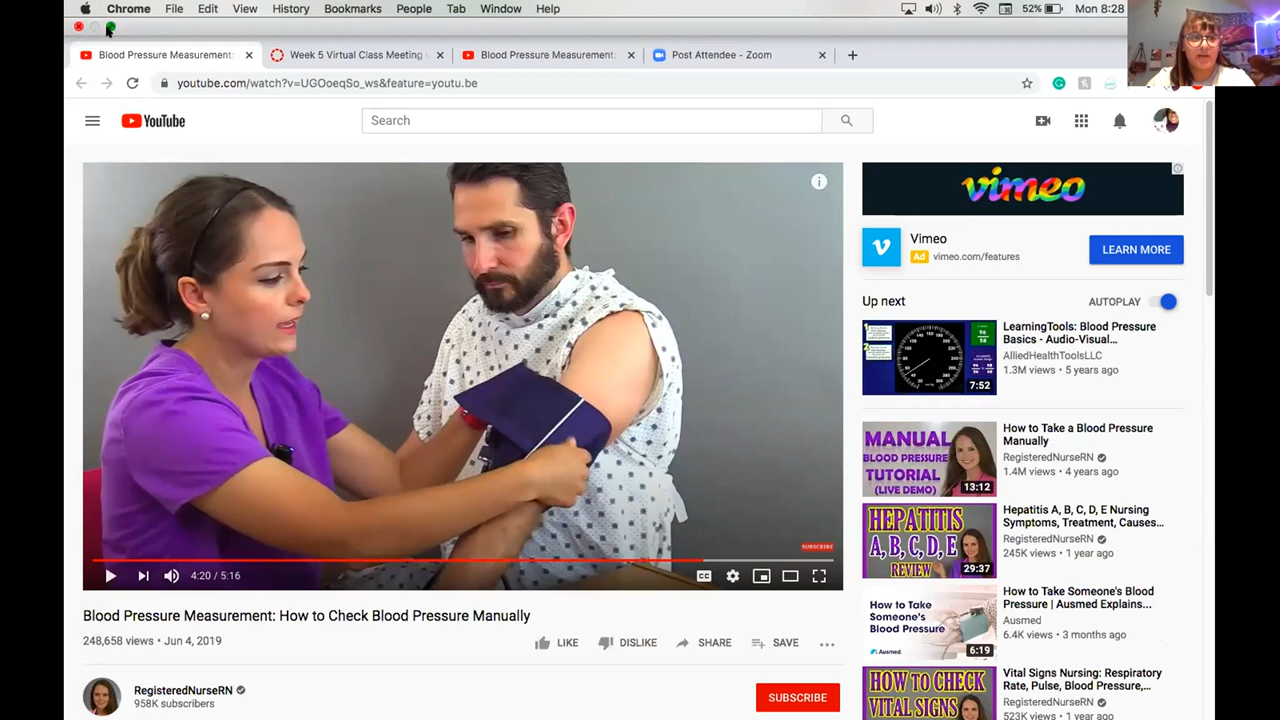 Chrome File Edit View History Bookmarks People Tab Window Help 52% Mon 8:28
Blood Pressure Measurement: Week 5 Virtual Class Meeting Blood Pressure Measurement: Post Attendee - Zoom
youtube.com/watch?v=UGOoeqSo_ws&feature=youtu.be
YouTube
Search
vimeo
Vimeo
Ad vimeo.com/features
LEARN MORE
Up next AUTOPLAY
LearningTools: Blood Pressure
Basics - Audio-Visual...
AlliedHealthToolsLLC
1.3M views • 5 years ago
7:52
MANUAL
BLOOD PRESSURE
TUTORIAL
(LIVE DEMO)
13:12
How to Take a Blood Pressure
Manually
RegisteredNurseRN
1.4M views • 4 years ago
HEPATITIS
A, B, C, D, E
REVIEW
29:37
Hepatitis A, B, C, D, E Nursing
Symptoms, Treatment, Causes...
RegisteredNurseRN
245K views • 1 year ago
How to Take
Someone's
Blood Pressure
Ausmed
6:19
How to Take Someone's Blood
Pressure | Ausmed Explains...
Ausmed
6.4K views • 3 months ago
HOW TO CHECK
VITAL SIGNS
Vital Signs Nursing: Respiratory
Rate, Pulse, Blood Pressure,...
RegisteredNurseRN
523K views • 1 year ago
SUBSCRIBE
4:20 / 5:16
Blood Pressure Measurement: How to Check Blood Pressure Manually
248,658 views • Jun 4, 2019
LIKE DISLIKE SHARE SAVE
RegisteredNurseRN
958K subscribers
SUBSCRIBE